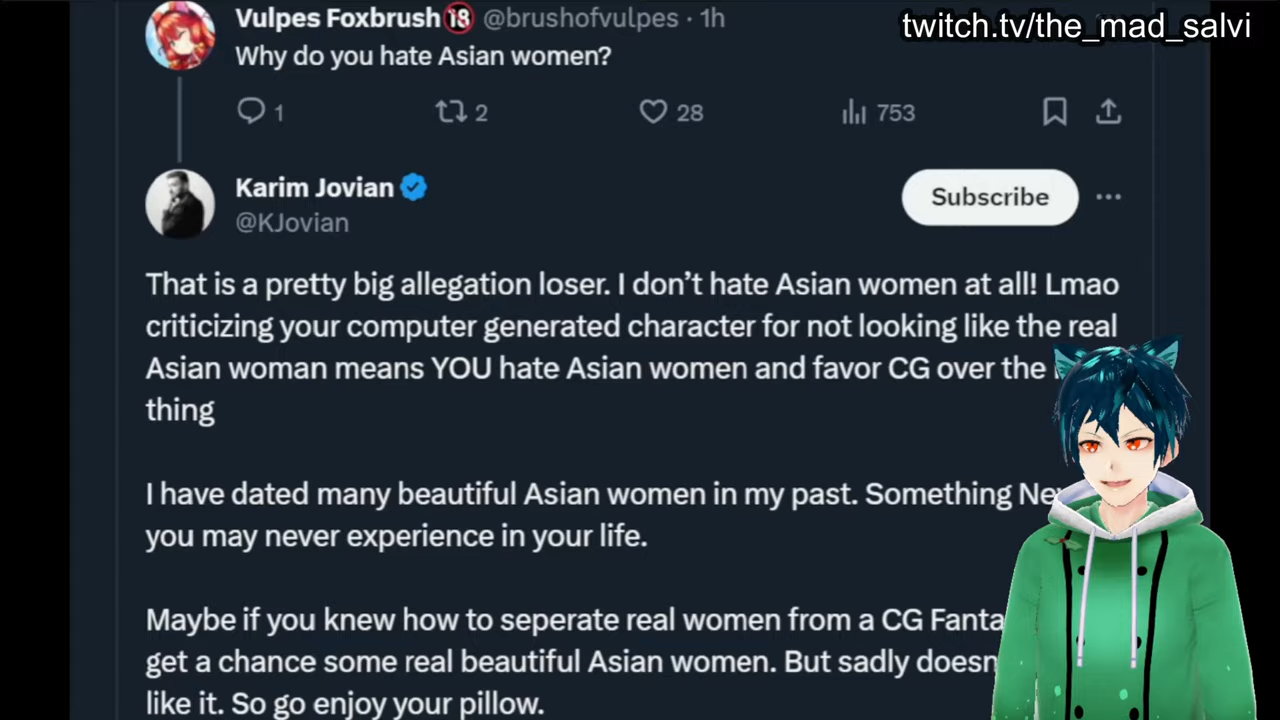 twitch.tv/the_mad_salvi
Vulpes Foxbrush🔞 @brushofvulpes · 1h
Why do you hate Asian women?
1 2 28 753
Karim Jovian
Subscribe
@KJovian
That is a pretty big allegation loser. I don’t hate Asian women at all! Lmao
criticizing your computer generated character for not looking like the real
Asian woman means YOU hate Asian women and favor CG over the
thing
I have dated many beautiful Asian women in my past. Something
you may never experience in your life.
Maybe if you knew how to seperate real women from a CG
get a chance some real beautiful Asian women. But sadly
like it. So go enjoy your pillow.